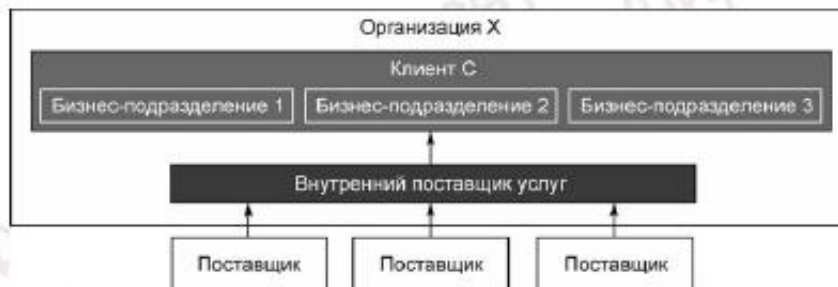 Организация X
Клиент C
Бизнес-подразделение 1 Бизнес-подразделение 2 Бизнес-подразделение 3
Внутренний поставщик услуг
Поставщик Поставщик Поставщик